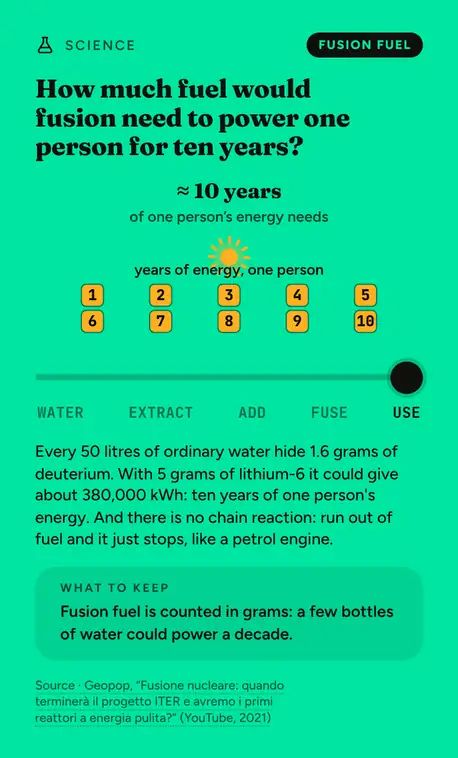 SCIENCE
FUSION FUEL
How much fuel would
fusion need to power one
person for ten years?
≈ 10 years
of one person's energy needs
years of energy, one person
1 2 3 4 5
6 7 8 9 10
WATER EXTRACT ADD FUSE USE
Every 50 litres of ordinary water hide 1.6 grams of
deuterium. With 5 grams of lithium-6 it could give
about 380,000 kWh: ten years of one person's
energy. And there is no chain reaction: run out of
fuel and it just stops, like a petrol engine.
WHAT TO KEEP
Fusion fuel is counted in grams: a few bottles
of water could power a decade.
Source · Geopop, "Fusione nucleare: quando
terminerà il progetto ITER e avremo i primi
reattori a energia pulita?" (YouTube, 2021)